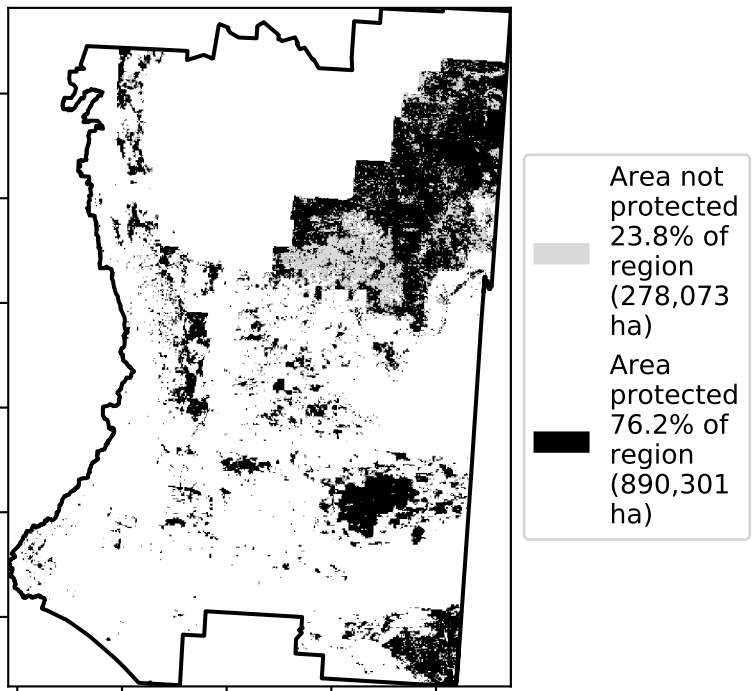 Area not
protected
23.8% of
region
(278,073
ha)
Area
protected
76.2% of
region
(890,301
ha)